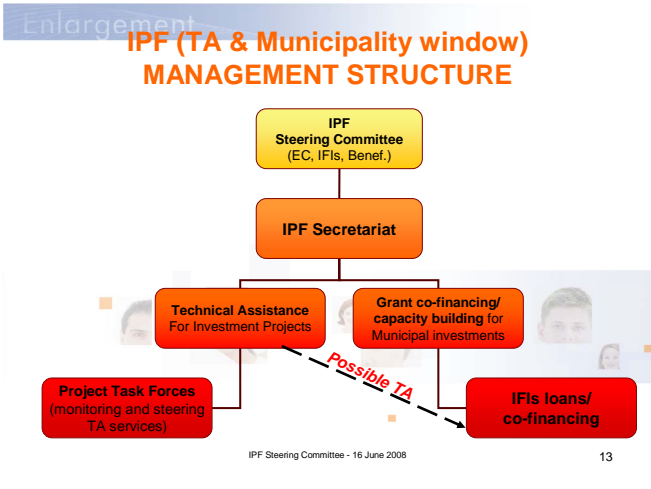 Enlargement
IPF (TA & Municipality window)
MANAGEMENT STRUCTURE
IPF
Steering Committee
(EC, IFIs, Benef.)
IPF Secretariat
Technical Assistance
For Investment Projects
Grant co-financing/
capacity building for
Municipal investments
Possible TA
Project Task Forces
(monitoring and steering
TA services)
IFIs loans/
co-financing
IPF Steering Committee - 16 June 2008
13